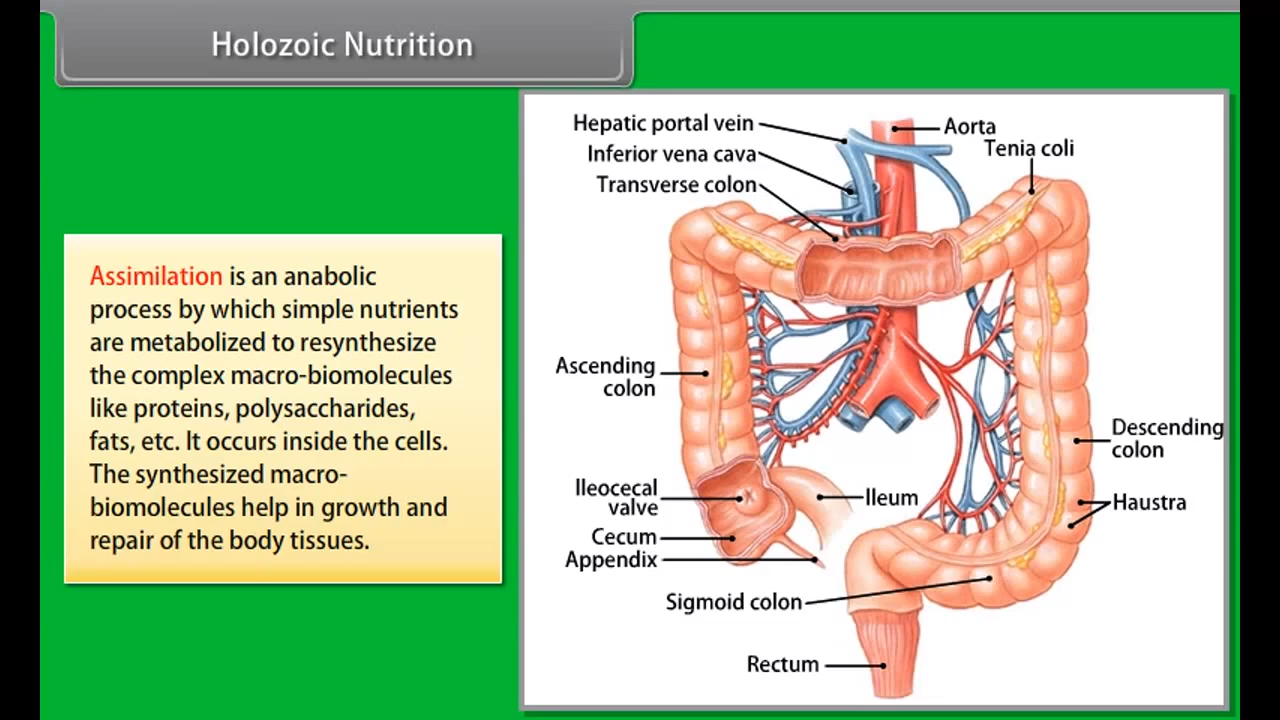 Holozoic Nutrition
Assimilation is an anabolic
process by which simple nutrients
are metabolized to resynthesize
the complex macro-biomolecules
like proteins, polysaccharides,
fats, etc. It occurs inside the cells.
The synthesized macro-
biomolecules help in growth and
repair of the body tissues.
Hepatic portal vein
Aorta
Inferior vena cava
Tenia coli
Transverse colon
Ascending
colon
Descending
colon
Ileocecal
valve
Ileum
Haustra
Cecum
Appendix
Sigmoid colon
Rectum